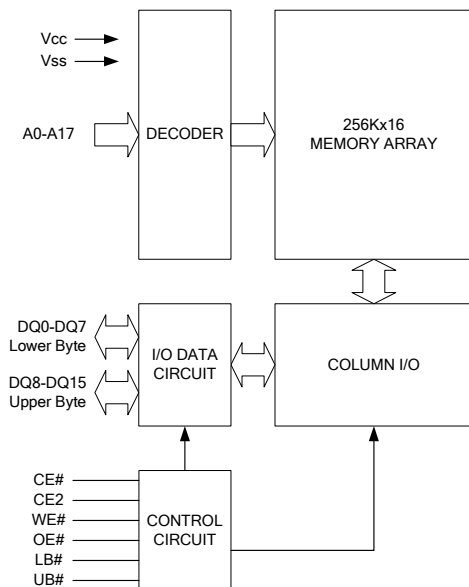 Vcc
Vss
A0-A17
DECODER
256Kx16
MEMORY ARRAY
DQ0-DQ7
Lower Byte
DQ8-DQ15
Upper Byte
I/O DATA
CIRCUIT
COLUMN I/O
CE#
CE2
WE#
OE#
LB#
UB#
CONTROL
CIRCUIT